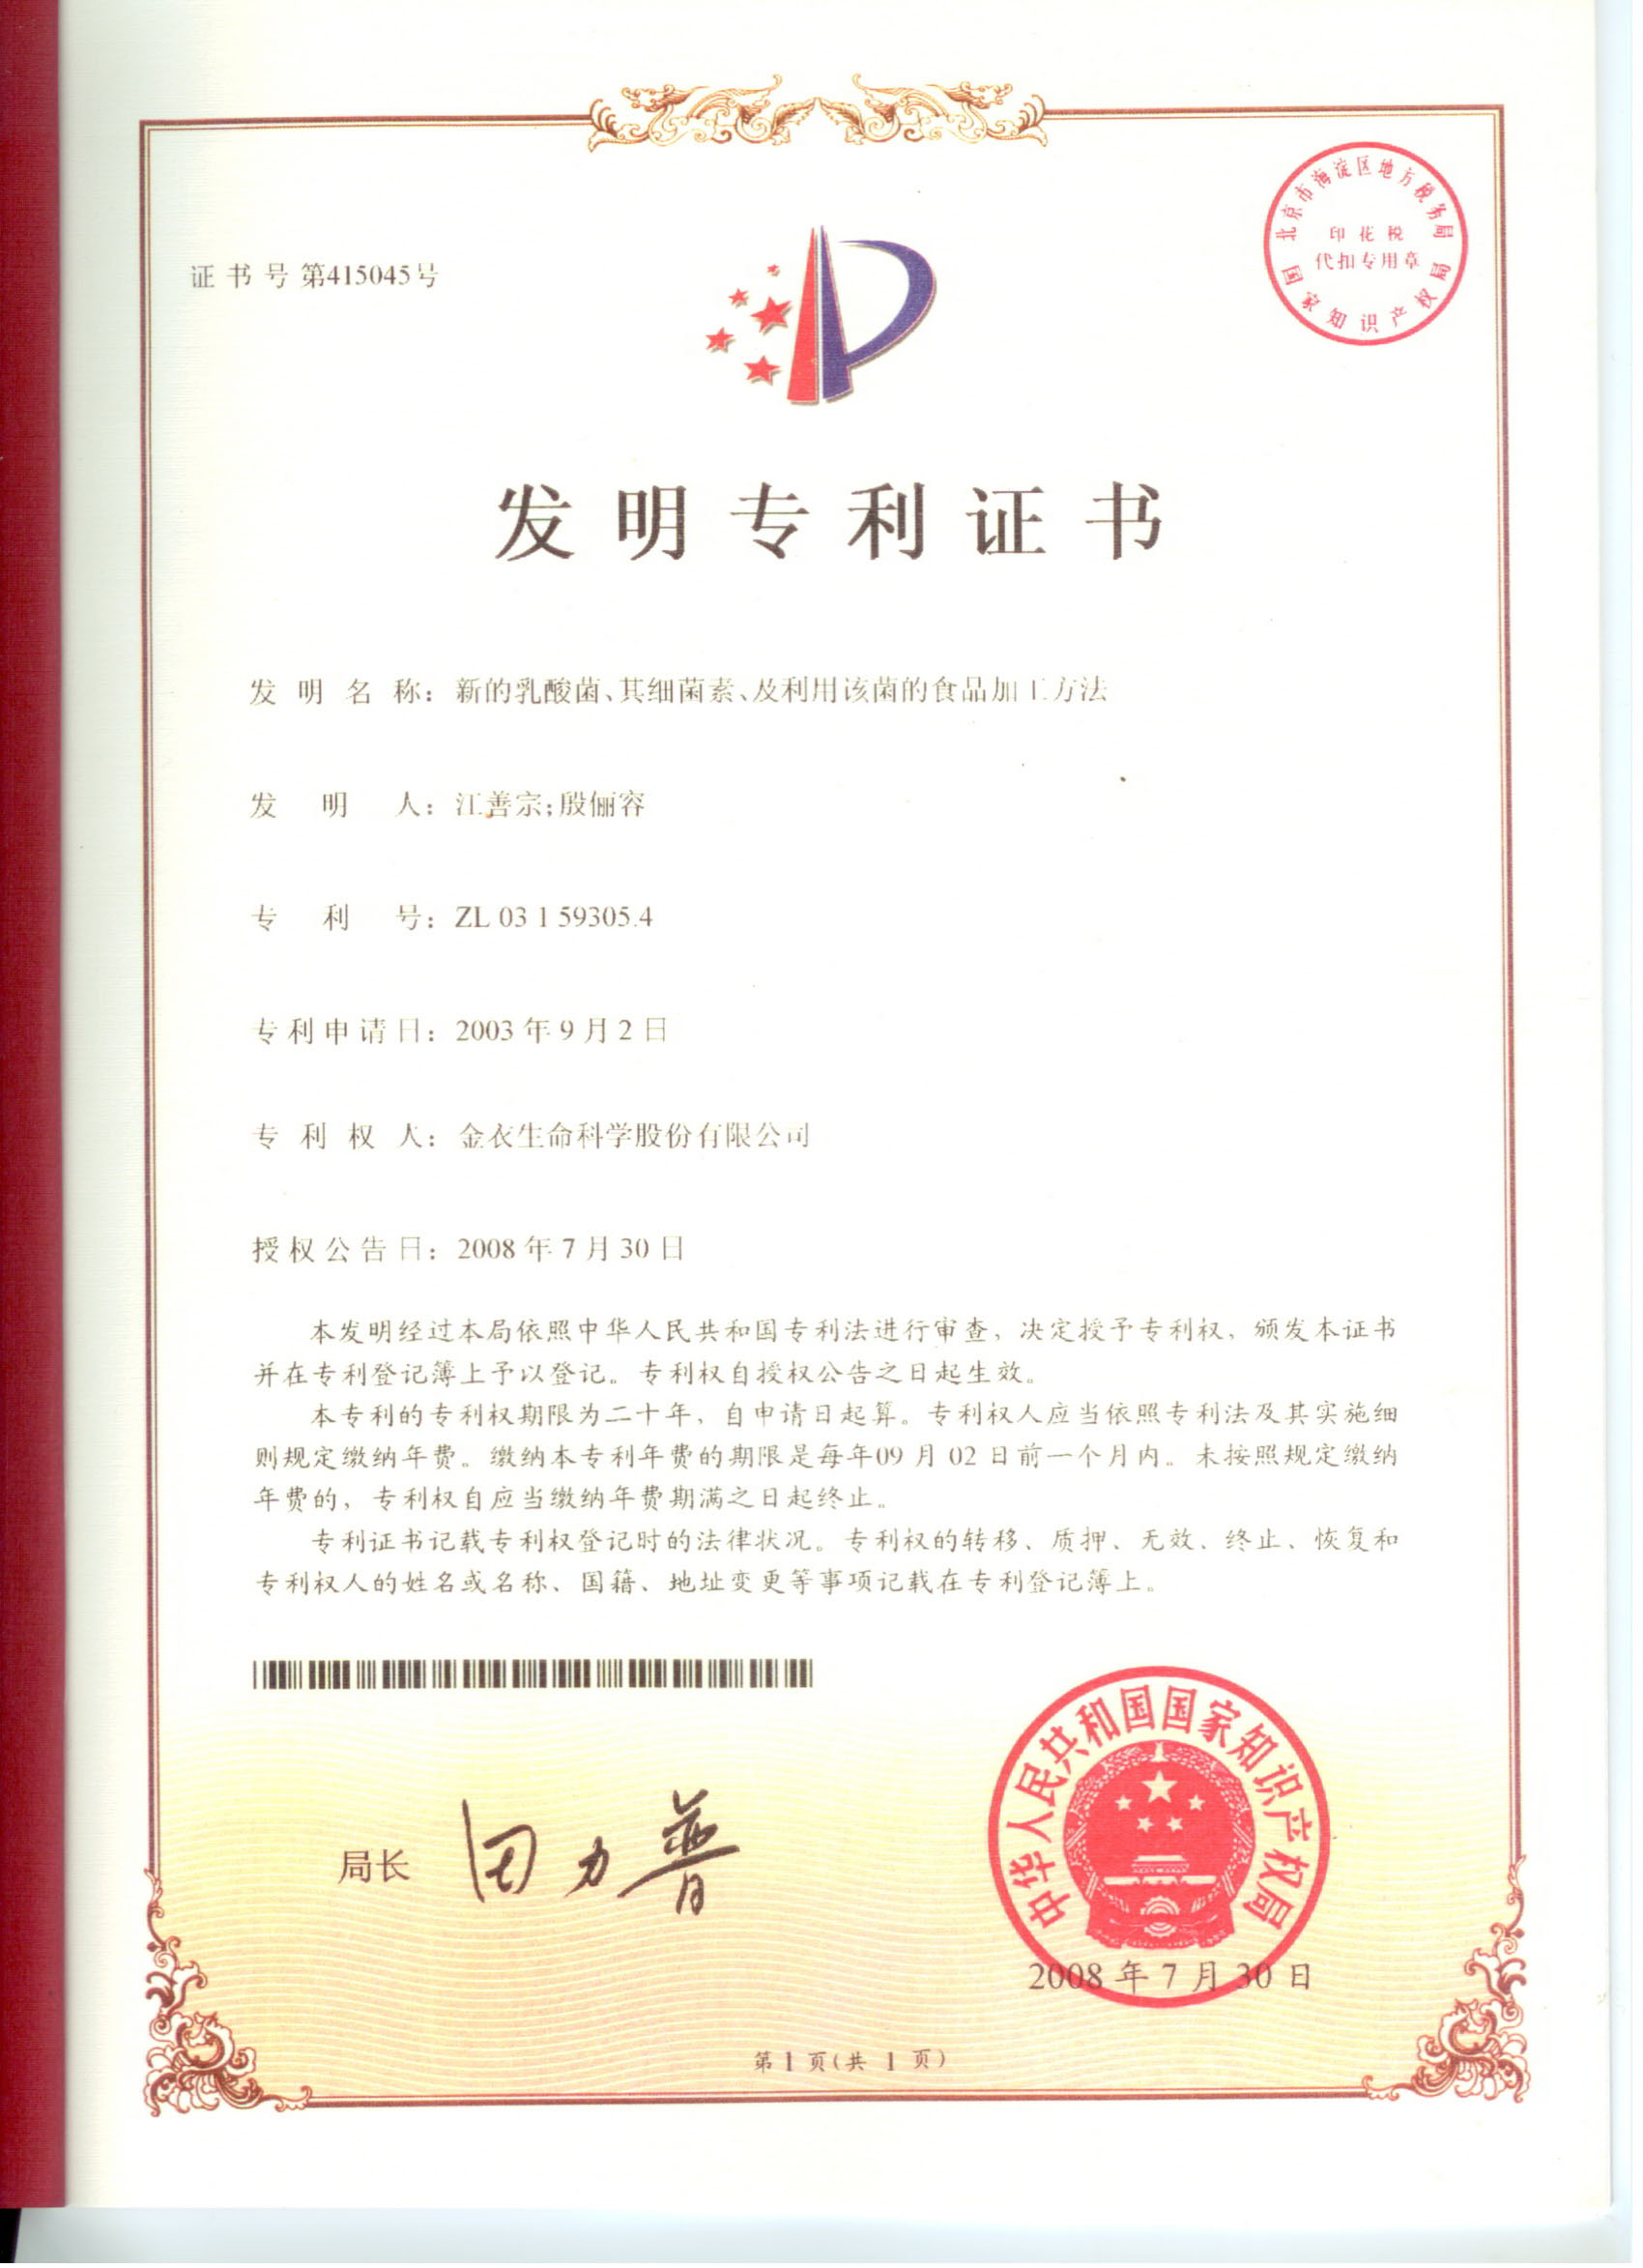 证书号第415045号
北京市海淀区地方税务局
印花税
代扣专用章
国家知识产权局
发明专利证书
发明名称：新的乳酸菌、其细菌素、及利用该菌的食品加工方法
发明人：江善宗;殷俪容
专利号：ZL 03 1 59305.4
专利申请日：2003年9月2日
专利权人：金衣生命科学股份有限公司
授权公告日：2008年7月30日
本发明经过本局依照中华人民共和国专利法进行审查，决定授予专利权，颁发本证书
并在专利登记簿上予以登记。专利权自授权公告之日起生效。
本专利的专利权期限为二十年，自申请日起算。专利权人应当依照专利法及其实施细
则规定缴纳年费。缴纳本专利年费的期限是每年09月02日前一个月内。未按照规定缴纳
年费的，专利权自应当缴纳年费期满之日起终止。
专利证书记载专利权登记时的法律状况。专利权的转移、质押、无效、终止、恢复和
专利权人的姓名或名称、国籍、地址变更等事项记载在专利登记簿上。
局长 田力普
中华人民共和国国家知识产权局
2008年7月30日
第1页(共1页)